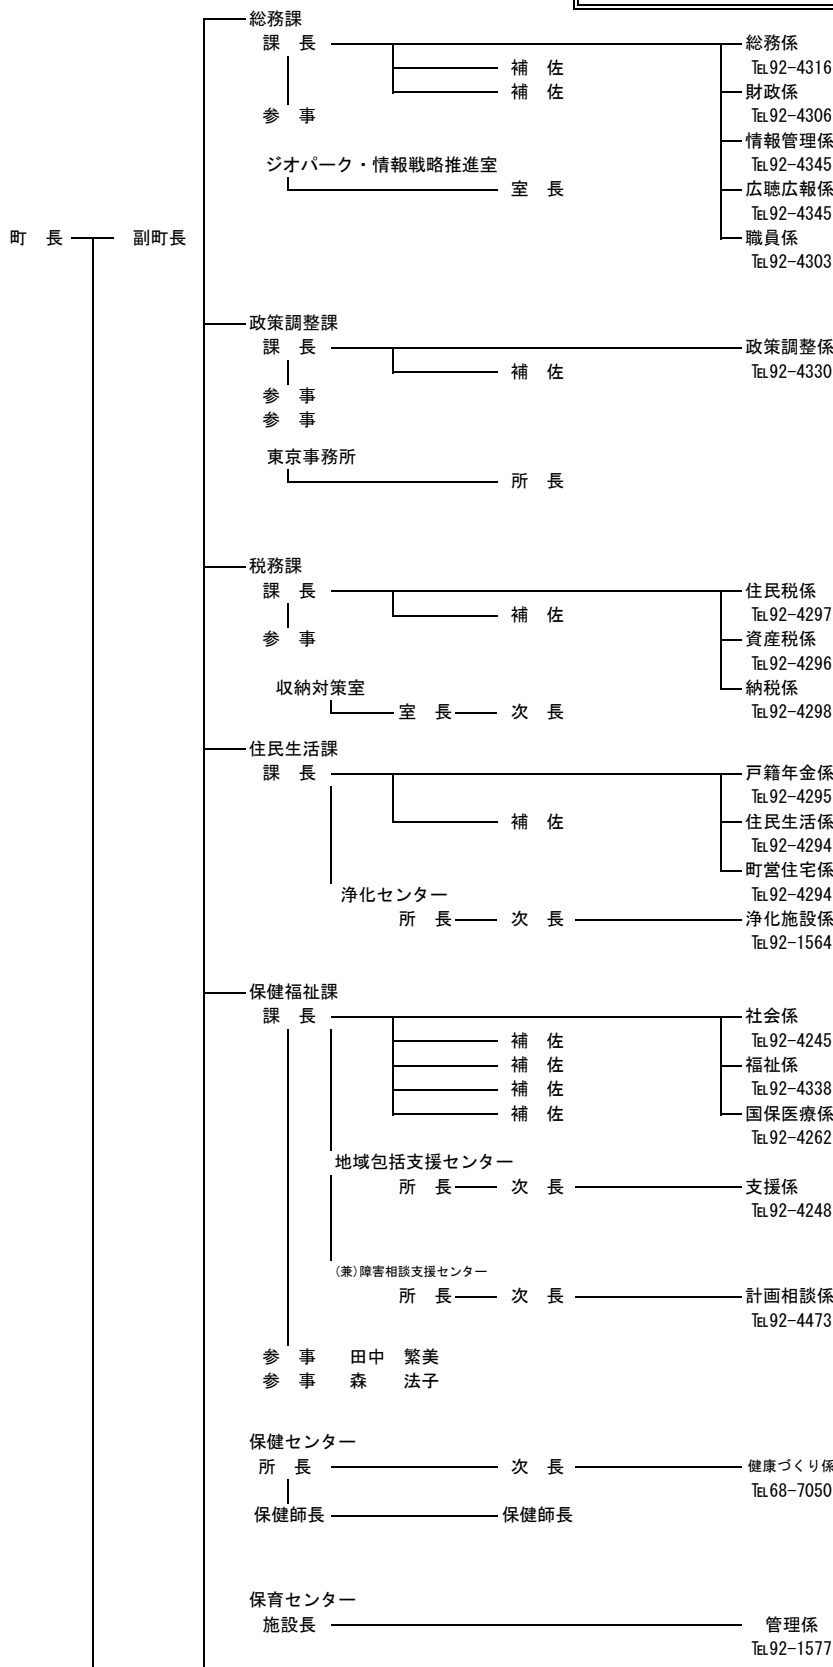 総務課
課　長　総務係
補　佐　℡92-4316
補　佐　財政係
参　事　℡92-4306
情報管理係
ジオパーク・情報戦略推進室　℡92-4345
室　長　広聴広報係
℡92-4345
町　長　副町長　職員係
℡92-4303
政策調整課
課　長　政策調整係
補　佐　℡92-4330
参　事
参　事
東京事務所
所　長
税務課
課　長　住民税係
補　佐　℡92-4297
参　事　資産税係
℡92-4296
収納対策室　納税係
室　長　次　長　℡92-4298
住民生活課
課　長　戸籍年金係
℡92-4295
補　佐　住民生活係
℡92-4294
町営住宅係
浄化センター　℡92-4294
所　長　次　長　浄化施設係
℡92-1564
保健福祉課
課　長　社会係
補　佐　℡92-4245
補　佐　福祉係
補　佐　℡92-4338
補　佐　国保医療係
℡92-4262
地域包括支援センター
所　長　次　長　支援係
℡92-4248
(兼)障害相談支援センター
所　長　次　長　計画相談係
℡92-4473
参　事　田中　繁美
参　事　森　法子
保健センター
所　長　次　長　健康づくり係
℡68-7050
保健師長　保健師長
保育センター
施設長　管理係
℡92-1577